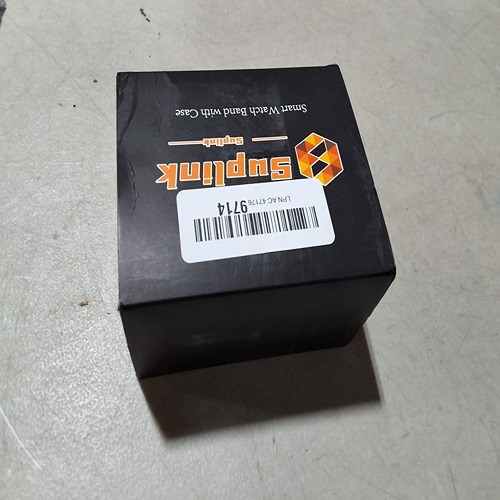 LPN AC 47176 9714
Suplink
Suplink
Smart Watch Band with Case